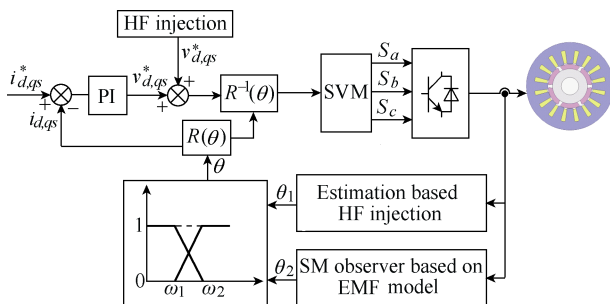 HF injection
v*d,qs
i*d,qs
+
−
PI
v*d,qs
+
+
R⁻¹(θ)
SVM
Sa
Sb
Sc
id,qs
R(θ)
θ
1
0
ω1
ω2
θ1
Estimation based
HF injection
θ2
SM observer based on
EMF model